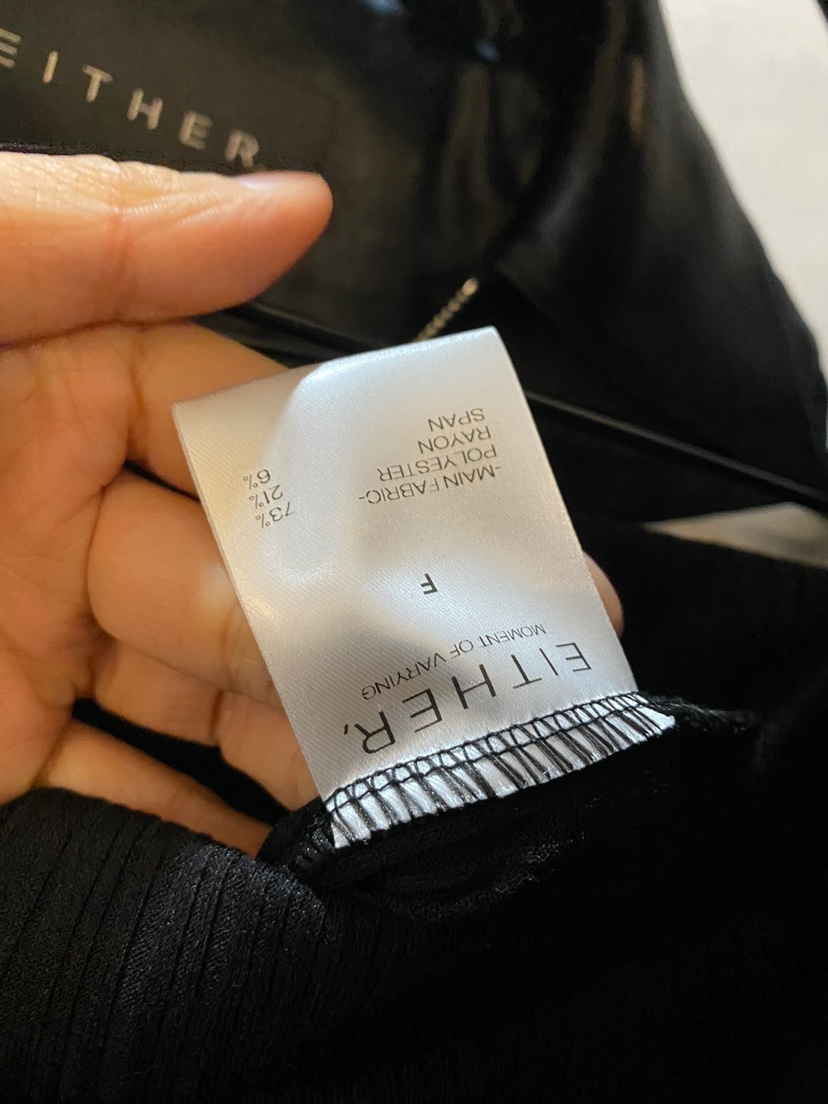 EITHER
EITHER,
MOMENT OF VARYING
F
-MAIN FABRIC-
POLYESTER 73%
RAYON 21%
SPAN 6%